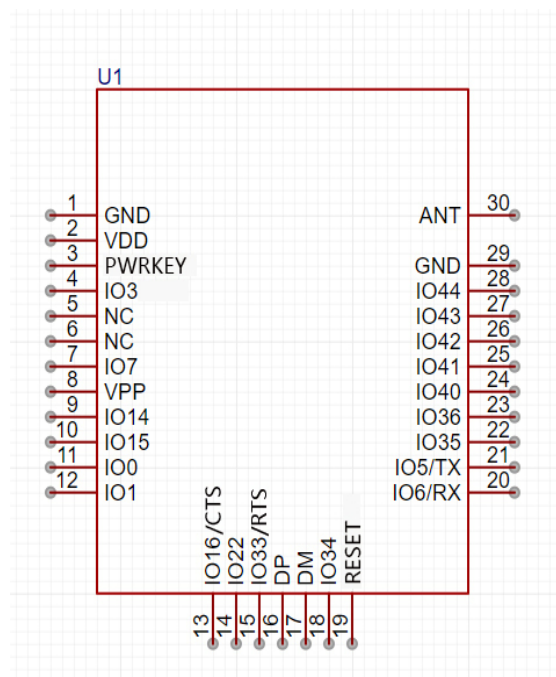 U1
1 GND
2 VDD
3 PWRKEY
4 IO3
5 NC
6 NC
7 IO7
8 VPP
9 IO14
10 IO15
11 IO0
12 IO1
13 IO16/CTS
14 IO22
15 IO33/RTS
16 DP
17 DM
18 IO34
19 RESET
ANT 30
GND 29
IO44 28
IO43 27
IO42 26
IO41 25
IO40 24
IO36 23
IO35 22
IO5/TX 21
IO6/RX 20